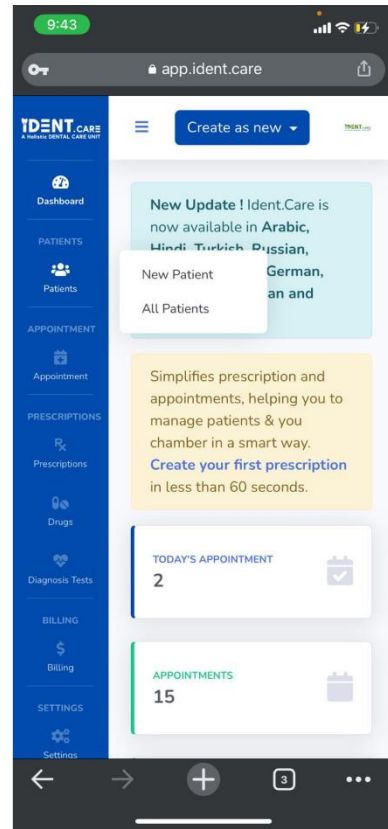 9:43
app.ident.care
IDENT.CARE
A Holistic DENTAL CARE UNIT
Create as new
Dashboard
PATIENTS
Patients
New Patient
All Patients
APPOINTMENT
Appointment
PRESCRIPTIONS
Prescriptions
Drugs
Diagnosis Tests
BILLING
$
Billing
SETTINGS
Settings
New Update ! Ident.Care is
now available in Arabic,
Hindi, Turkish, Russian,
German,
an and
Simplifies prescription and
appointments, helping you to
manage patients & you
chamber in a smart way.
Create your first prescription
in less than 60 seconds.
TODAY'S APPOINTMENT
2
APPOINTMENTS
15
3